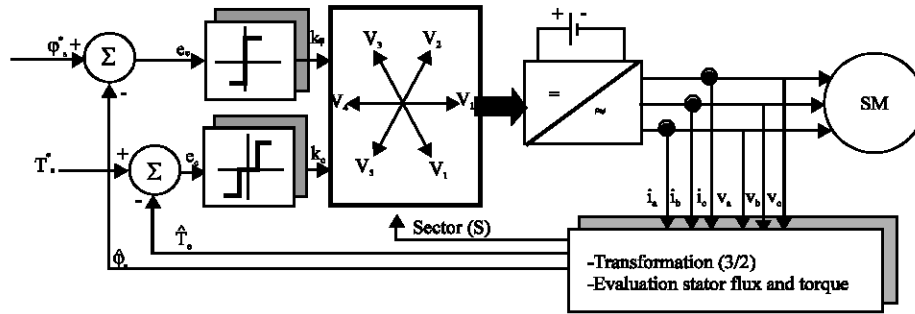 φ*s +
Σ
-
eφ
kφ
T*e
+
Σ
-
ec
kc
V3
V2
V4
V1
V5
V1
+ -
=
≈
SM
ia ib ic va vb vc
Sector (S)
T̂e
ϕ̂s
-Transformation (3/2)
-Evaluation stator flux and torque